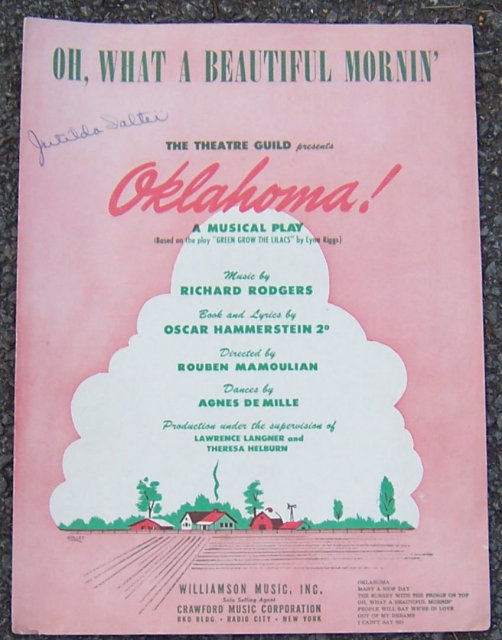 OH, WHAT A BEAUTIFUL MORNIN'
THE THEATRE GUILD presents
Oklahoma!
A MUSICAL PLAY
(Based on the play "GREEN GROW THE LILACS" by Lynn Riggs)
Music by
RICHARD RODGERS
Book and Lyrics by
OSCAR HAMMERSTEIN 2º
Directed by
ROUBEN MAMOULIAN
Dances by
AGNES DE MILLE
Production under the supervision of
LAWRENCE LANGNER and
THERESA HELBURN
WILLIAMSON MUSIC, INC.
Sole Selling Agent
CRAWFORD MUSIC CORPORATION
RKO BLDG. • RADIO CITY • NEW YORK
OKLAHOMA
MANY A NEW DAY
THE SURREY WITH THE FRINGE ON TOP
OH, WHAT A BEAUTIFUL MORNIN'
PEOPLE WILL SAY WE'RE IN LOVE
OUT OF MY DREAMS
I CAIN'T SAY NO